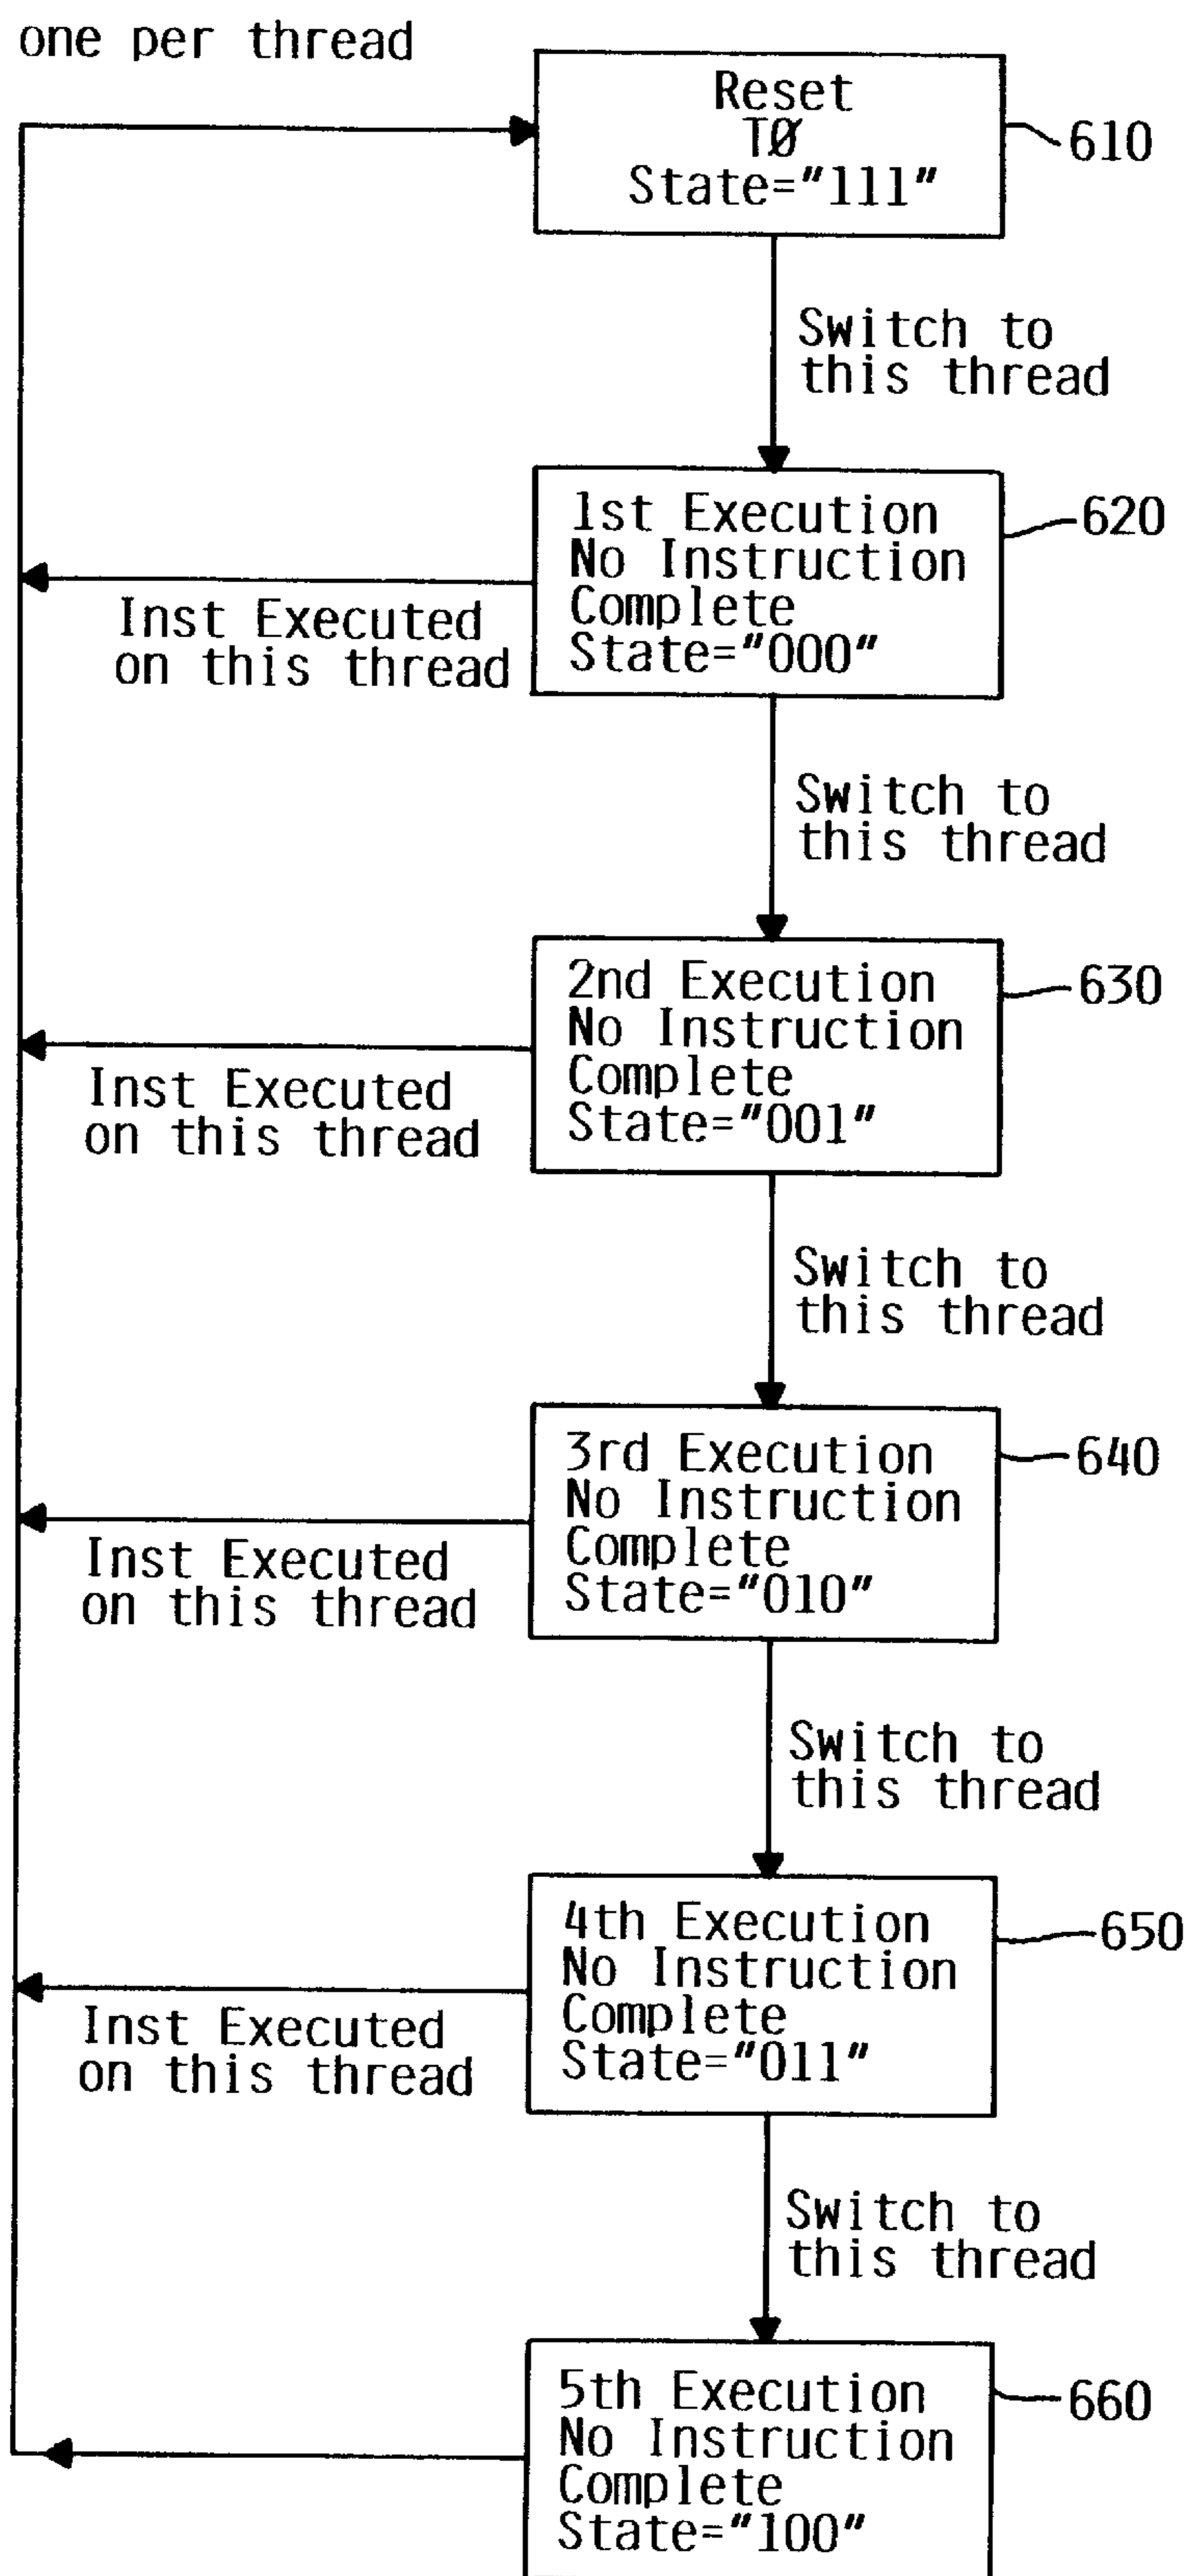 one per thread
Reset
TØ
State="111"
610
Switch to
this thread
1st Execution
No Instruction
Complete
State="000"
620
Inst Executed
on this thread
Switch to
this thread
2nd Execution
No Instruction
Complete
State="001"
630
Inst Executed
on this thread
Switch to
this thread
3rd Execution
No Instruction
Complete
State="010"
640
Inst Executed
on this thread
Switch to
this thread
4th Execution
No Instruction
Complete
State="011"
650
Inst Executed
on this thread
Switch to
this thread
5th Execution
No Instruction
Complete
State="100"
660